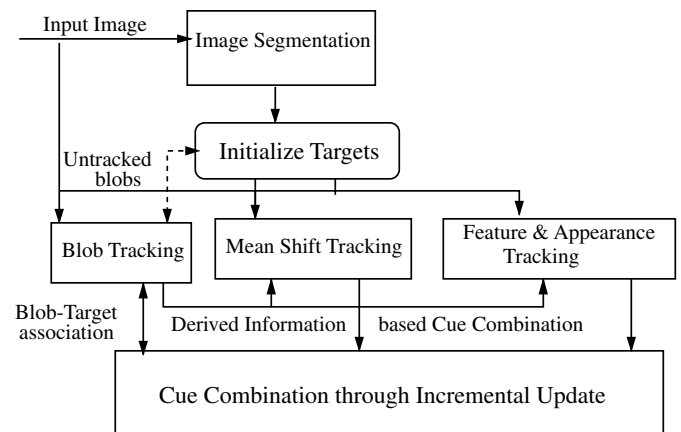 Input Image
Image Segmentation
Initialize Targets
Untracked
blobs
Blob Tracking
Mean Shift Tracking
Feature & Appearance
Tracking
Blob-Target
association
Derived Information
based Cue Combination
Cue Combination through Incremental Update